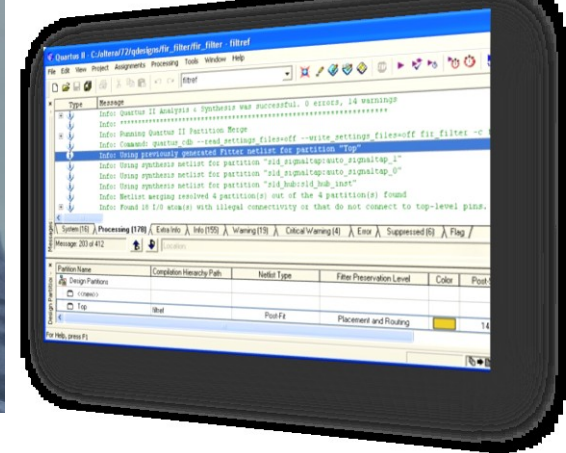 Quartus II - C:/altera/72/qdesigns/fir_filter/fir_filter - filtref
File Edit View Project Assignments Processing Tools Window Help
filtref
Type Message
Info: Quartus II Analysis & Synthesis was successful. 0 errors, 14 warnings
Info: ***********************************************************
Info: Running Quartus II Partition Merge
Info: Command: quartus_cdb --read_settings_files=off --write_settings_files=off fir_filter -c
Info: Using previously generated Fitter netlist for partition "Top"
Info: Using synthesis netlist for partition "sld_signaltap:auto_signaltap_1"
Info: Using synthesis netlist for partition "sld_signaltap:auto_signaltap_0"
Info: Using synthesis netlist for partition "sld_hub:sld_hub_inst"
Info: Netlist merging resolved 4 partition(s) out of the 4 partition(s) found
Info: Found 18 I/O atom(s) with illegal connectivity or that do not connect to top-level pins.
Messages
System (16) Processing (178) Extra Info Info (155) Warning (19) Critical Warning (4) Error Suppressed (6) Flag
Message: 203 of 412 Location:
Partition Name Compilation Hierarchy Path Netlist Type Fitter Preservation Level Color Post-
Design Partitions
<<new>>
Top filtref Post-Fit Placement and Routing 14
Design Partitio
For Help, press F1